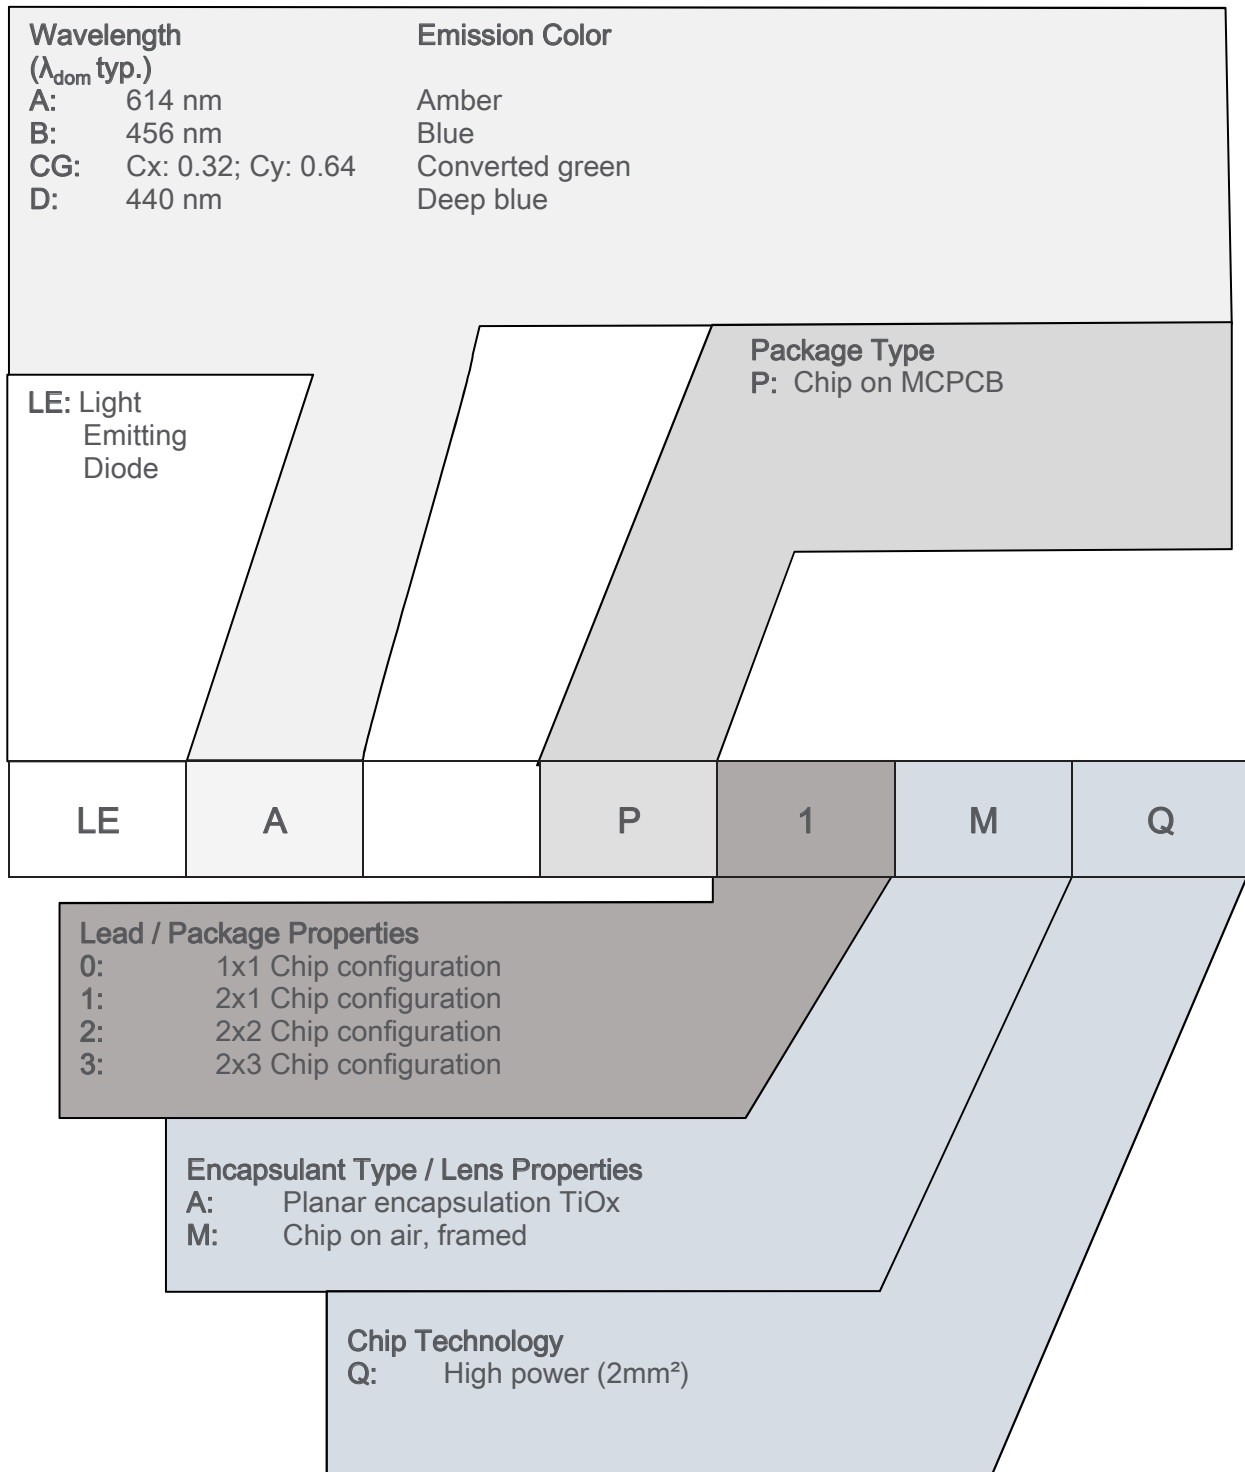 Wavelength Emission Color
(λdom typ.)
A: 614 nm Amber
B: 456 nm Blue
CG: Cx: 0.32; Cy: 0.64 Converted green
D: 440 nm Deep blue
Package Type
P: Chip on MCPCB
LE: Light
Emitting
Diode
LE A P 1 M Q
Lead / Package Properties
0: 1x1 Chip configuration
1: 2x1 Chip configuration
2: 2x2 Chip configuration
3: 2x3 Chip configuration
Encapsulant Type / Lens Properties
A: Planar encapsulation TiOx
M: Chip on air, framed
Chip Technology
Q: High power (2mm²)